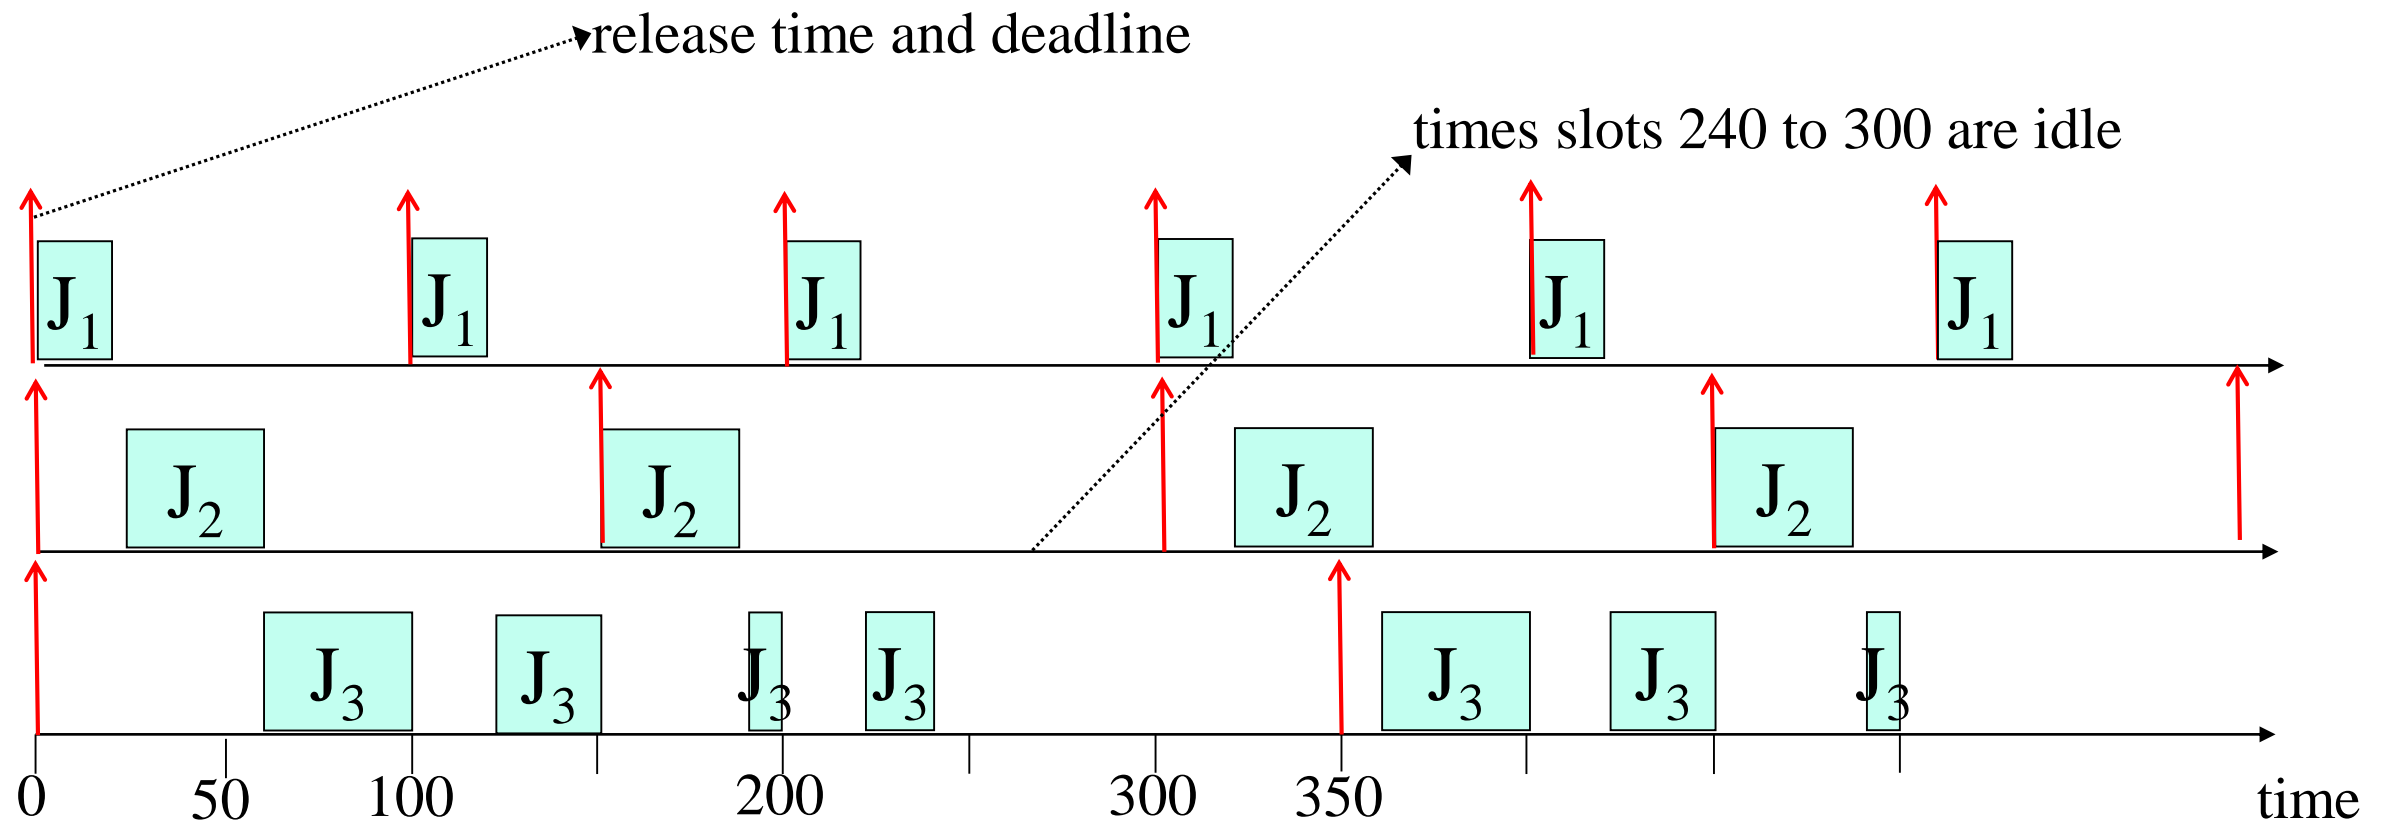 release time and deadline
times slots 240 to 300 are idle
J1 J1 J1 J1 J1 J1
J2 J2 J2 J2
J3 J3 J3 J3 J3 J3 J3
0 50 100 200 300 350 time